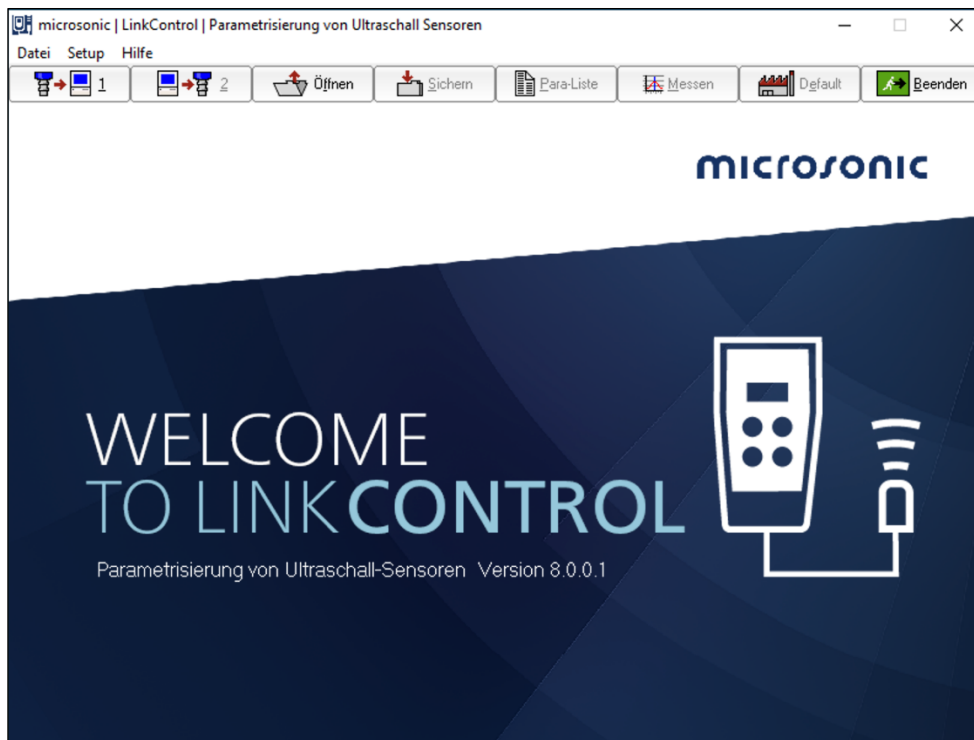 microsonic | LinkControl | Parametrisierung von Ultraschall Sensoren
Datei Setup Hilfe
1 2 Öffnen Sichern Para-Liste Messen Default Beenden
microsonic
WELCOME
TO LINKCONTROL
Parametrisierung von Ultraschall-Sensoren Version 8.0.0.1